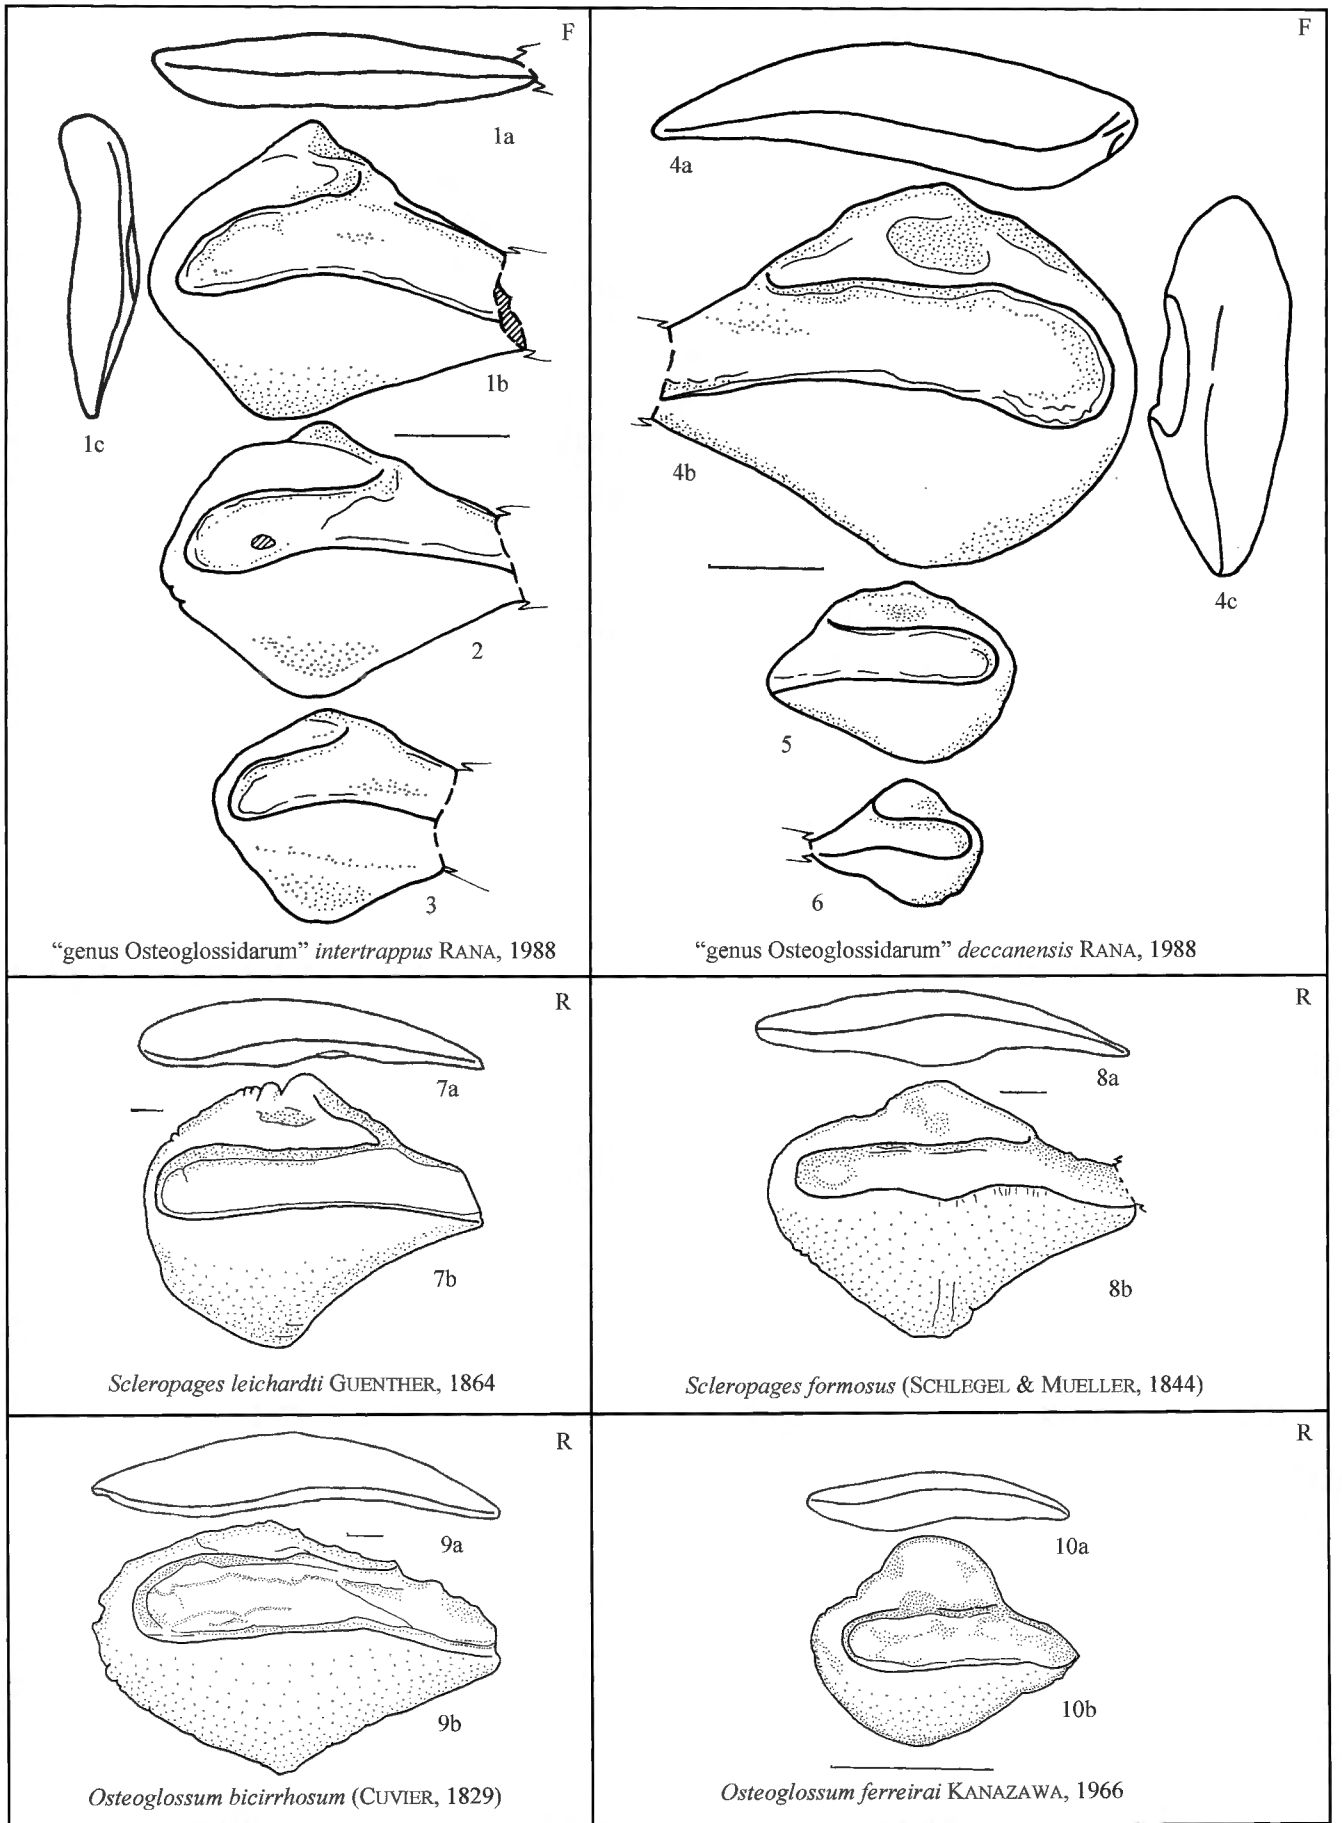 F
1a
1b
1c
2
3
“genus Osteoglossidarum” intertrappus RANA, 1988
F
4a
4b
4c
5
6
“genus Osteoglossidarum” deccanensis RANA, 1988
R
7a
7b
Scleropages leichardti GUENTHER, 1864
R
8a
8b
Scleropages formosus (SCHLEGEL & MUELLER, 1844)
R
9a
9b
Osteoglossum bicirrhosum (CUVIER, 1829)
R
10a
10b
Osteoglossum ferreirai KANAZAWA, 1966